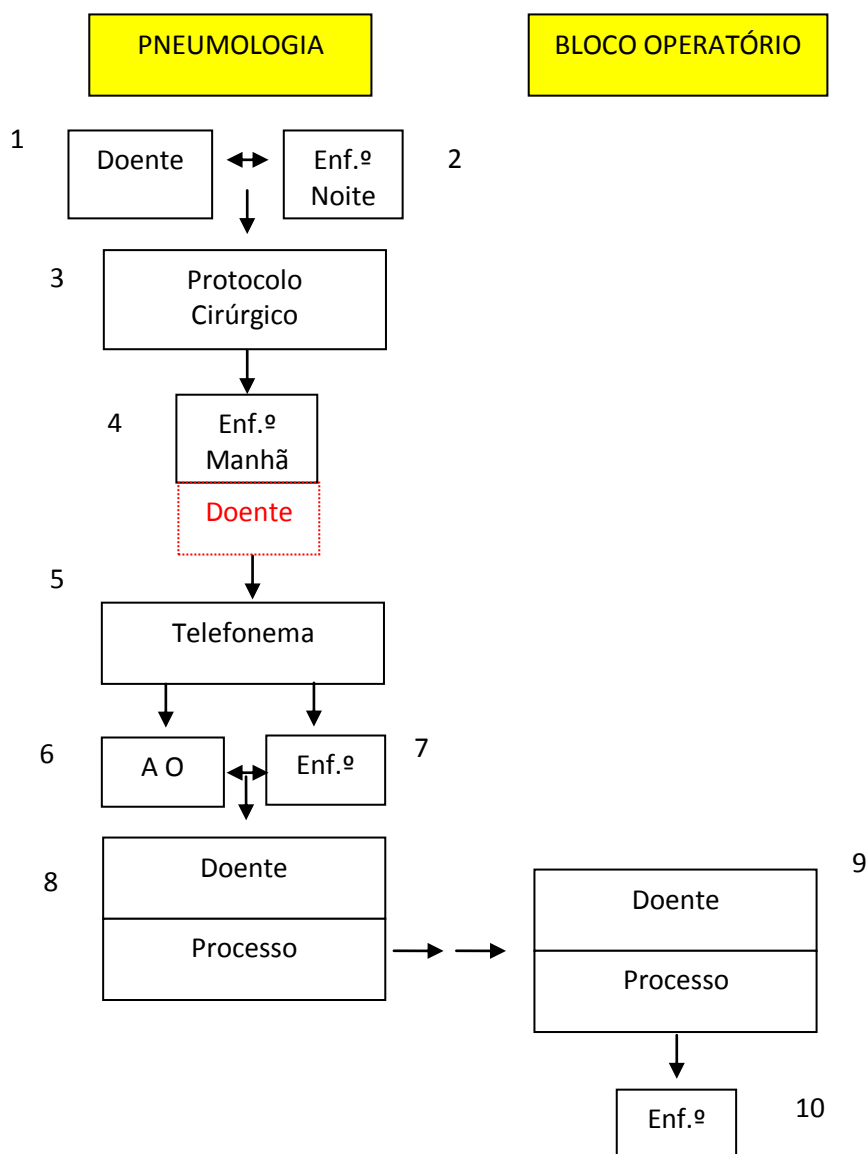 PNEUMOLOGIA
BLOCO OPERATÓRIO
1
Doente
Enf.º
Noite
2
3
Protocolo
Cirúrgico
4
Enf.º
Manhã
Doente
5
Telefonema
6
A O
Enf.º
7
8
Doente
Processo
9
Doente
Processo
Enf.º
10